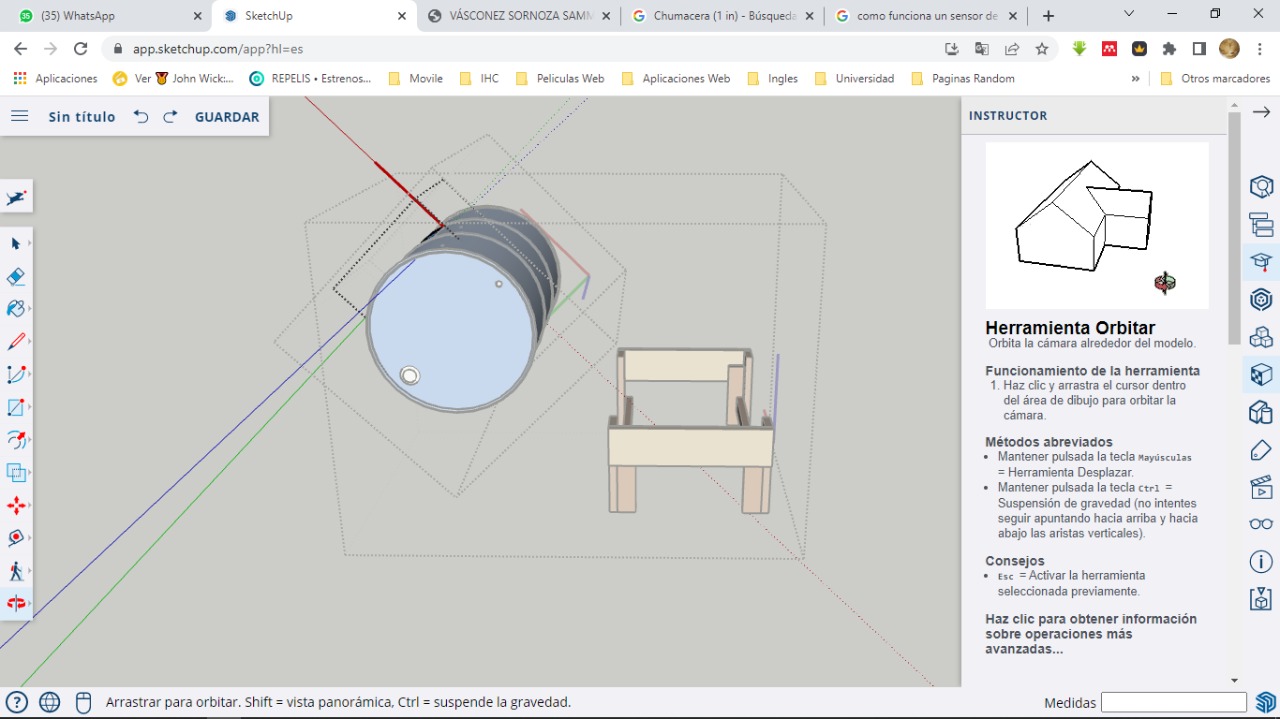 (35) WhatsApp
SketchUp
VÁSCONEZ SORNOZA SAMM
Chumacera (1 in) - Búsqueda
como funciona un sensor de
app.sketchup.com/app?hl=es
Aplicaciones
Ver
John Wick:...
REPELIS • Estrenos...
Movile
IHC
Peliculas Web
Aplicaciones Web
Ingles
Universidad
Paginas Random
»
Otros marcadores
Sin título
GUARDAR
INSTRUCTOR
Herramienta Orbitar
Orbita la cámara alrededor del modelo.
Funcionamiento de la herramienta
1. Haz clic y arrastra el cursor dentro
del área de dibujo para orbitar la
cámara.
Métodos abreviados
• Mantener pulsada la tecla Mayúsculas
= Herramienta Desplazar.
• Mantener pulsada la tecla Ctrl =
Suspensión de gravedad (no intentes
seguir apuntando hacia arriba y hacia
abajo las aristas verticales).
Consejos
• Esc = Activar la herramienta
seleccionada previamente.
Haz clic para obtener información
sobre operaciones más
avanzadas...
Arrastrar para orbitar. Shift = vista panorámica, Ctrl = suspende la gravedad.
Medidas